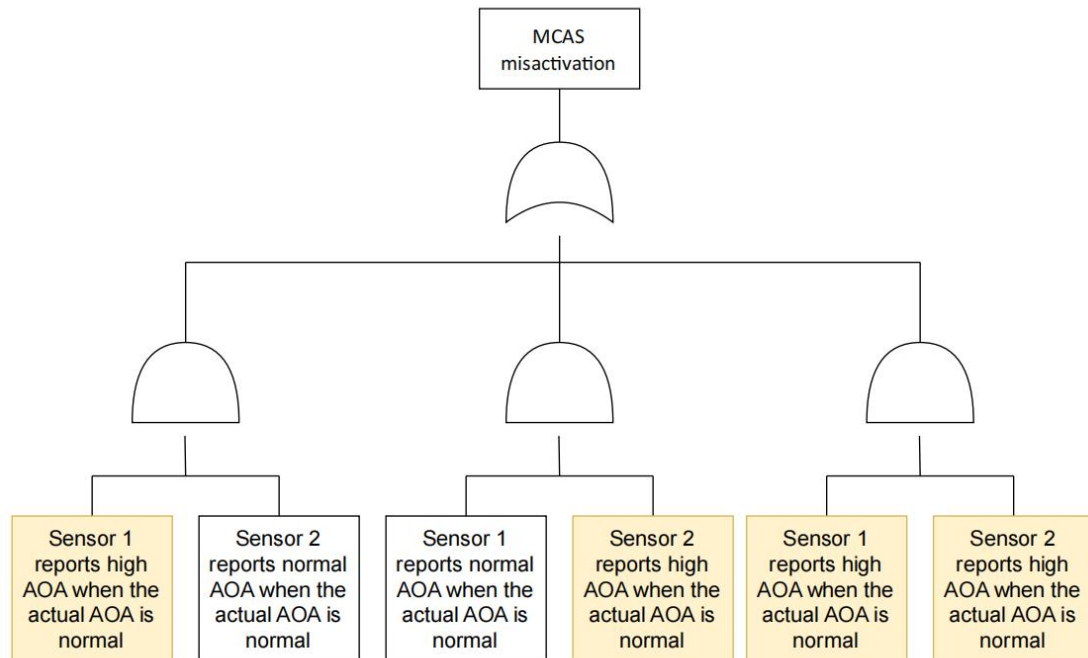 MCAS
misactivation
Sensor 1
reports high
AOA when the
actual AOA is
normal
Sensor 2
reports normal
AOA when the
actual AOA is
normal
Sensor 1
reports normal
AOA when the
actual AOA is
normal
Sensor 2
reports high
AOA when the
actual AOA is
normal
Sensor 1
reports high
AOA when the
actual AOA is
normal
Sensor 2
reports high
AOA when the
actual AOA is
normal